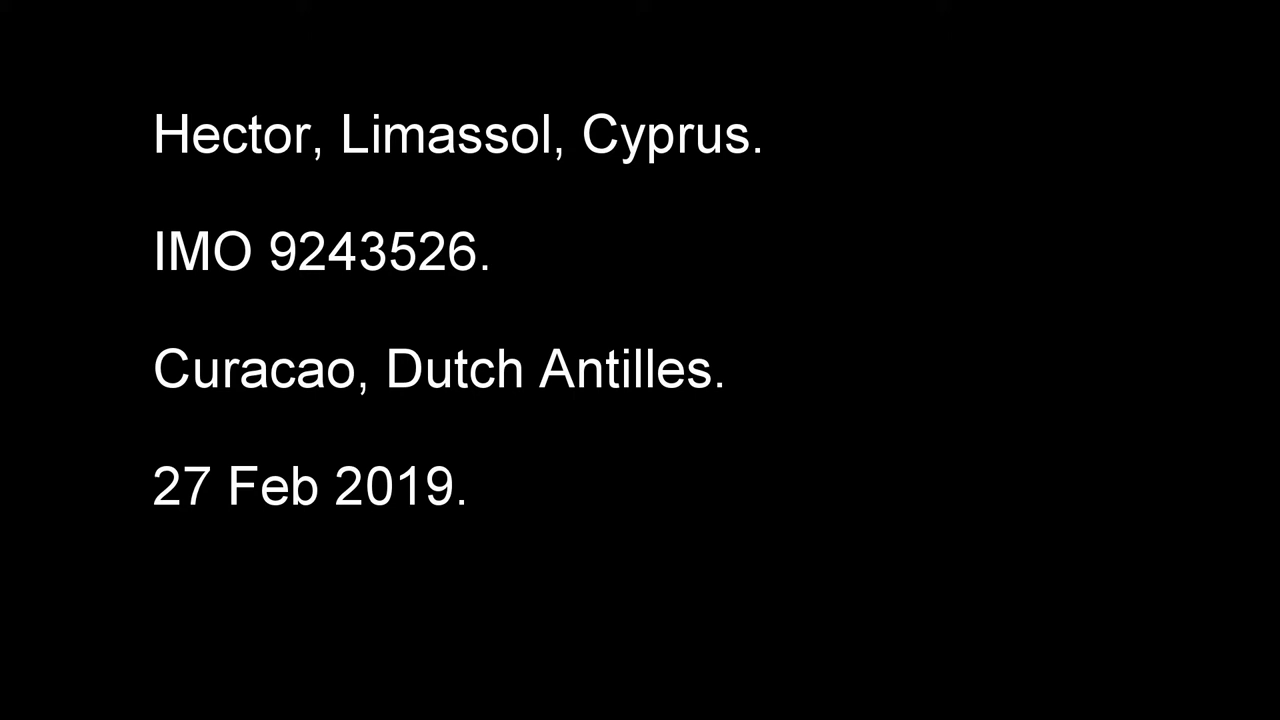 Hector, Limassol, Cyprus.
IMO 9243526.
Curacao, Dutch Antilles.
27 Feb 2019.